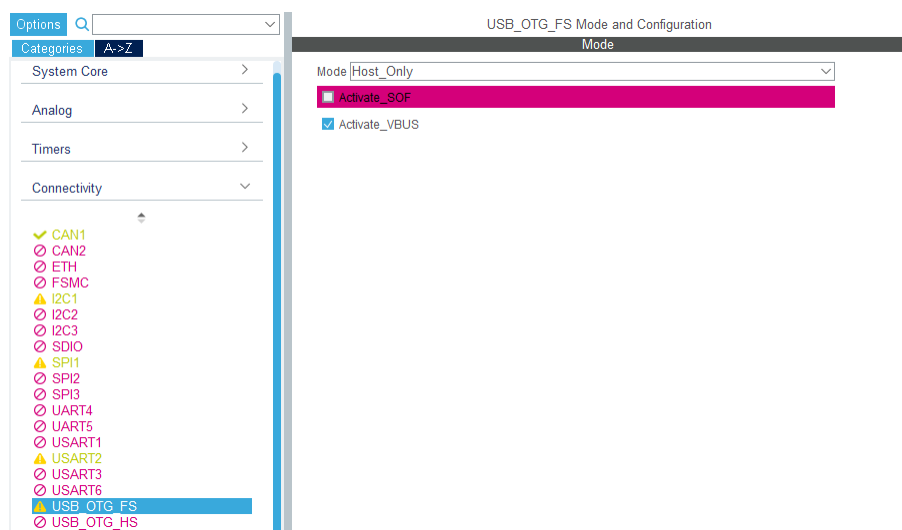 Options
Categories
A->Z
System Core
Analog
Timers
Connectivity
CAN1
CAN2
ETH
FSMC
I2C1
I2C2
I2C3
SDIO
SPI1
SPI2
SPI3
UART4
UART5
USART1
USART2
USART3
USART6
USB_OTG_FS
USB_OTG_HS
USB_OTG_FS Mode and Configuration
Mode
Mode Host_Only
Activate_SOF
Activate_VBUS